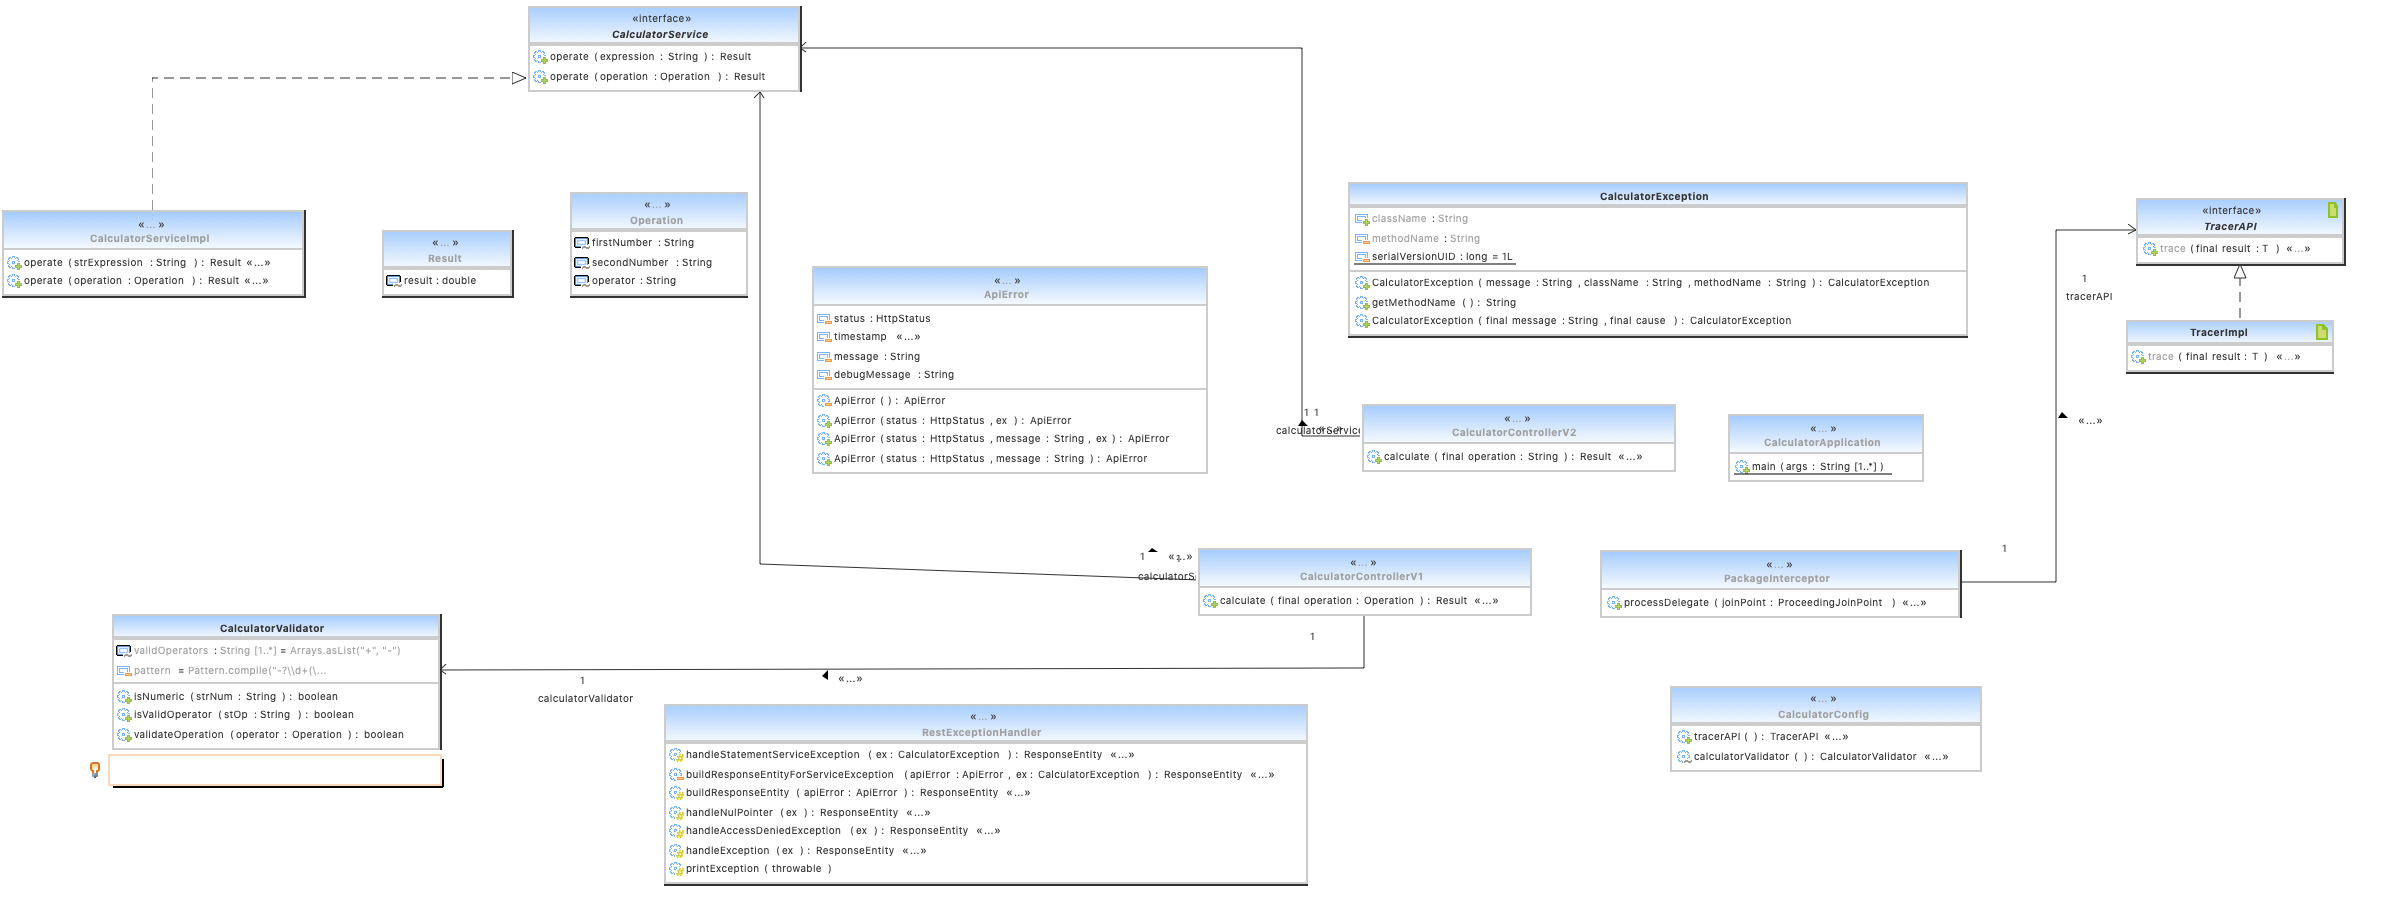 «interface»
CalculatorService
operate ( expression : String ) : Result
operate ( operation : Operation ) : Result
«... »
CalculatorServiceImpl
operate ( strExpression : String ) : Result «...»
operate ( operation : Operation ) : Result «...»
«... »
Result
result : double
«... »
Operation
firstNumber : String
secondNumber : String
operator : String
«... »
ApiError
status : HttpStatus
timestamp «...»
message : String
debugMessage : String
ApiError ( ) : ApiError
ApiError ( status : HttpStatus , ex ) : ApiError
ApiError ( status : HttpStatus , message : String , ex ) : ApiError
ApiError ( status : HttpStatus , message : String ) : ApiError
CalculatorException
className : String
methodName : String
serialVersionUID : long = 1L
CalculatorException ( message : String , className : String , methodName : String ) : CalculatorException
getMethodName ( ) : String
CalculatorException ( final message : String , final cause ) : CalculatorException
«interface»
TracerAPI
trace ( final result : T ) «...»
1
tracerAPI
TracerImpl
trace ( final result : T ) «...»
«...»
1 1
calculatorService
«... »
CalculatorControllerV2
calculate ( final operation : String ) : Result «...»
«... »
CalculatorApplication
main ( args : String [1..*] )
1
1
calculatorS
«... »
CalculatorControllerV1
calculate ( final operation : Operation ) : Result «...»
1
«... »
PackageInterceptor
processDelegate ( joinPoint : ProceedingJoinPoint ) «...»
CalculatorValidator
validOperators : String [1..*] = Arrays.asList("+", "-")
pattern = Pattern.compile("-?\\d+(\...
isNumeric ( strNum : String ) : boolean
isValidOperator ( stOp : String ) : boolean
validateOperation ( operator : Operation ) : boolean
1
calculatorValidator
«...»
«... »
RestExceptionHandler
handleStatementServiceException ( ex : CalculatorException ) : ResponseEntity «...»
buildResponseEntityForServiceException ( apiError : ApiError , ex : CalculatorException ) : ResponseEntity «...»
buildResponseEntity ( apiError : ApiError ) : ResponseEntity «...»
handleNulPointer ( ex ) : ResponseEntity «...»
handleAccessDeniedException ( ex ) : ResponseEntity «...»
handleException ( ex ) : ResponseEntity «...»
printException ( throwable )
«... »
CalculatorConfig
tracerAPI ( ) : TracerAPI «...»
calculatorValidator ( ) : CalculatorValidator «...»